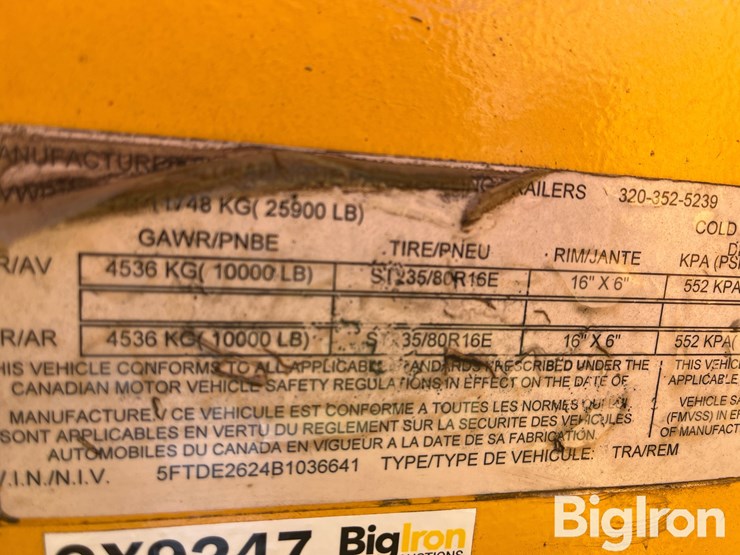 TRAILERS 320-352-5239
1748 KG( 25900 LB)
COLD
GAWR/PNBE TIRE/PNEU RIM/JANTE KPA (PS
R/AV 4536 KG( 10000 LB) ST235/80R16E 16" X 6" 552 KPA
R/AR 4536 KG( 10000 LB) 35/80R16E 16" X 6" 552 KPA(
THIS VEHICLE CONFORMS TO ALL APPLICABLE STANDARDS PRESCRIBED UNDER THE THIS VEHICLE
CANADIAN MOTOR VEHICLE SAFETY REGULATIONS IN EFFECT ON THE DATE OF APPLICABLE
MANUFACTURE/ CE VEHICULE EST CONFORME A TOUTES LES NORMES QUI VEHICLE SA
SONT APPLICABLES EN VERTU DU REGLEMENT SUR LA SECURITE DES VEHICULES (FMVSS) IN E
AUTOMOBILES DU CANADA EN VIGUEUR A LA DATE DE SA FABRICATION. OF MANUFACT
V.I.N./N.I.V. 5FTDE2624B1036641 TYPE/TYPE DE VEHICULE: TRA/REM
9247 BigIron
BigIron